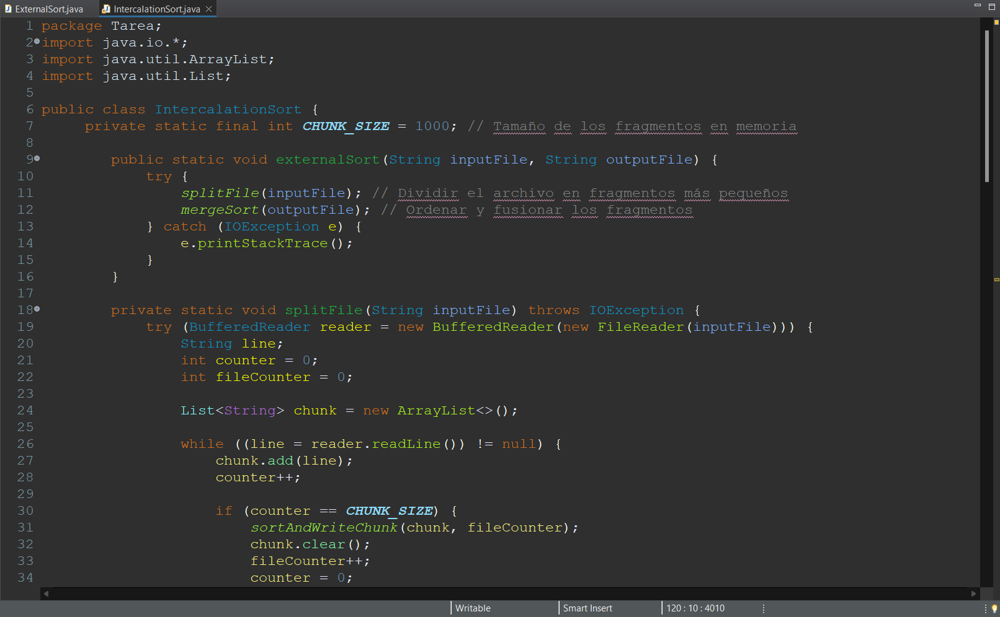 ExternalSort.java IntercalationSort.java
1 package Tarea;
2 import java.io.*;
3 import java.util.ArrayList;
4 import java.util.List;
5
6 public class IntercalationSort {
7 private static final int CHUNK_SIZE = 1000; // Tamaño de los fragmentos en memoria
8
9 public static void externalSort(String inputFile, String outputFile) {
10 try {
11 splitFile(inputFile); // Dividir el archivo en fragmentos más pequeños
12 mergeSort(outputFile); // Ordenar y fusionar los fragmentos
13 } catch (IOException e) {
14 e.printStackTrace();
15 }
16 }
17
18 private static void splitFile(String inputFile) throws IOException {
19 try (BufferedReader reader = new BufferedReader(new FileReader(inputFile))) {
20 String line;
21 int counter = 0;
22 int fileCounter = 0;
23
24 List<String> chunk = new ArrayList<>();
25
26 while ((line = reader.readLine()) != null) {
27 chunk.add(line);
28 counter++;
29
30 if (counter == CHUNK_SIZE) {
31 sortAndWriteChunk(chunk, fileCounter);
32 chunk.clear();
33 fileCounter++;
34 counter = 0;
Writable Smart Insert 120 : 10 : 4010